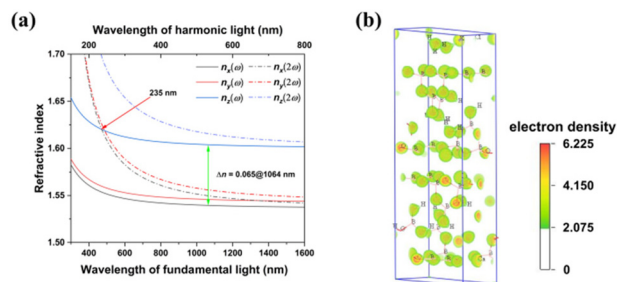 (a)
Wavelength of harmonic light (nm)
200 400 600 800
1.70
1.65
1.60
1.55
1.50
Refractive index
nx(ω) nx(2ω)
ny(ω) ny(2ω)
nz(ω) nz(2ω)
235 nm
Δn = 0.065@1064 nm
400 600 800 1000 1200 1400 1600
Wavelength of fundamental light (nm)
(b)
electron density
6.225
4.150
2.075
0